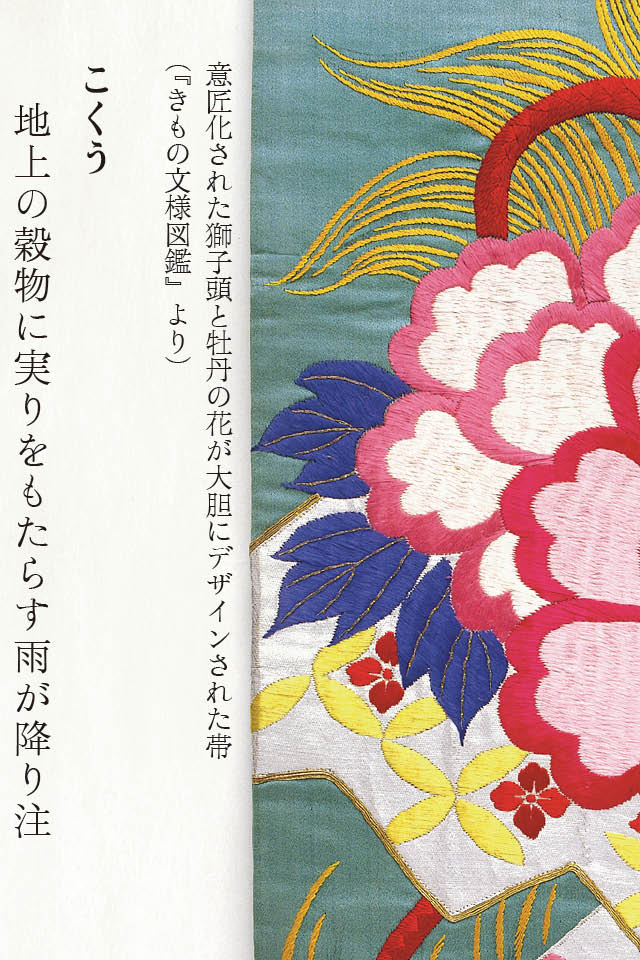 意匠化された獅子頭と牡丹の花が大胆にデザインされた帯
（『きもの文様図鑑』より）
こくう
地上の穀物に実りをもたらす雨が降り注